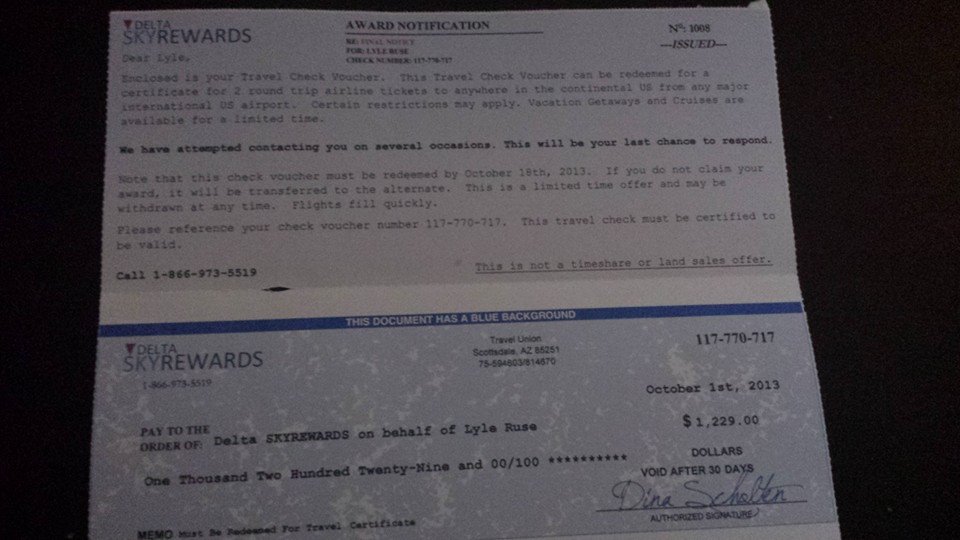 DELTA
SKYREWARDS
AWARD NOTIFICATION
RE: FINAL NOTICE
FOR: LYLE RUSE
CHECK NUMBER: 117-770-717
Nº: 1008
—ISSUED—
Dear Lyle,
Enclosed is your Travel Check Voucher. This Travel Check Voucher can be redeemed for a
certificate for 2 round trip airline tickets to anywhere in the continental US from any major
international US airport. Certain restrictions may apply. Vacation Getaways and Cruises are
available for a limited time.
We have attempted contacting you on several occasions. This will be your last chance to respond.
Note that this check voucher must be redeemed by October 18th, 2013. If you do not claim your
award, it will be transferred to the alternate. This is a limited time offer and may be
withdrawn at any time. Flights fill quickly.
Please reference your check voucher number 117-770-717. This travel check must be certified to
be valid.
Call 1-866-973-5519
This is not a timeshare or land sales offer.
THIS DOCUMENT HAS A BLUE BACKGROUND
DELTA
SKYREWARDS
1-866-973-5519
Travel Union
Scottsdale, AZ 85251
75-594803/814670
117-770-717
October 1st, 2013
PAY TO THE
ORDER OF: Delta SKYREWARDS on behalf of Lyle Ruse
$ 1,229.00
One Thousand Two Hundred Twenty-Nine and 00/100 **********
DOLLARS
VOID AFTER 30 DAYS
Dina Scholten
AUTHORIZED SIGNATURE
MEMO Must Be Redeemed For Travel Certificate